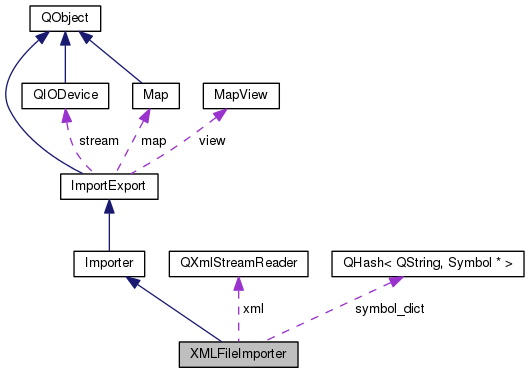 QObject
QIODevice
Map
MapView
stream
map
view
ImportExport
Importer
QXmlStreamReader
QHash< QString, Symbol * >
xml
symbol_dict
XMLFileImporter